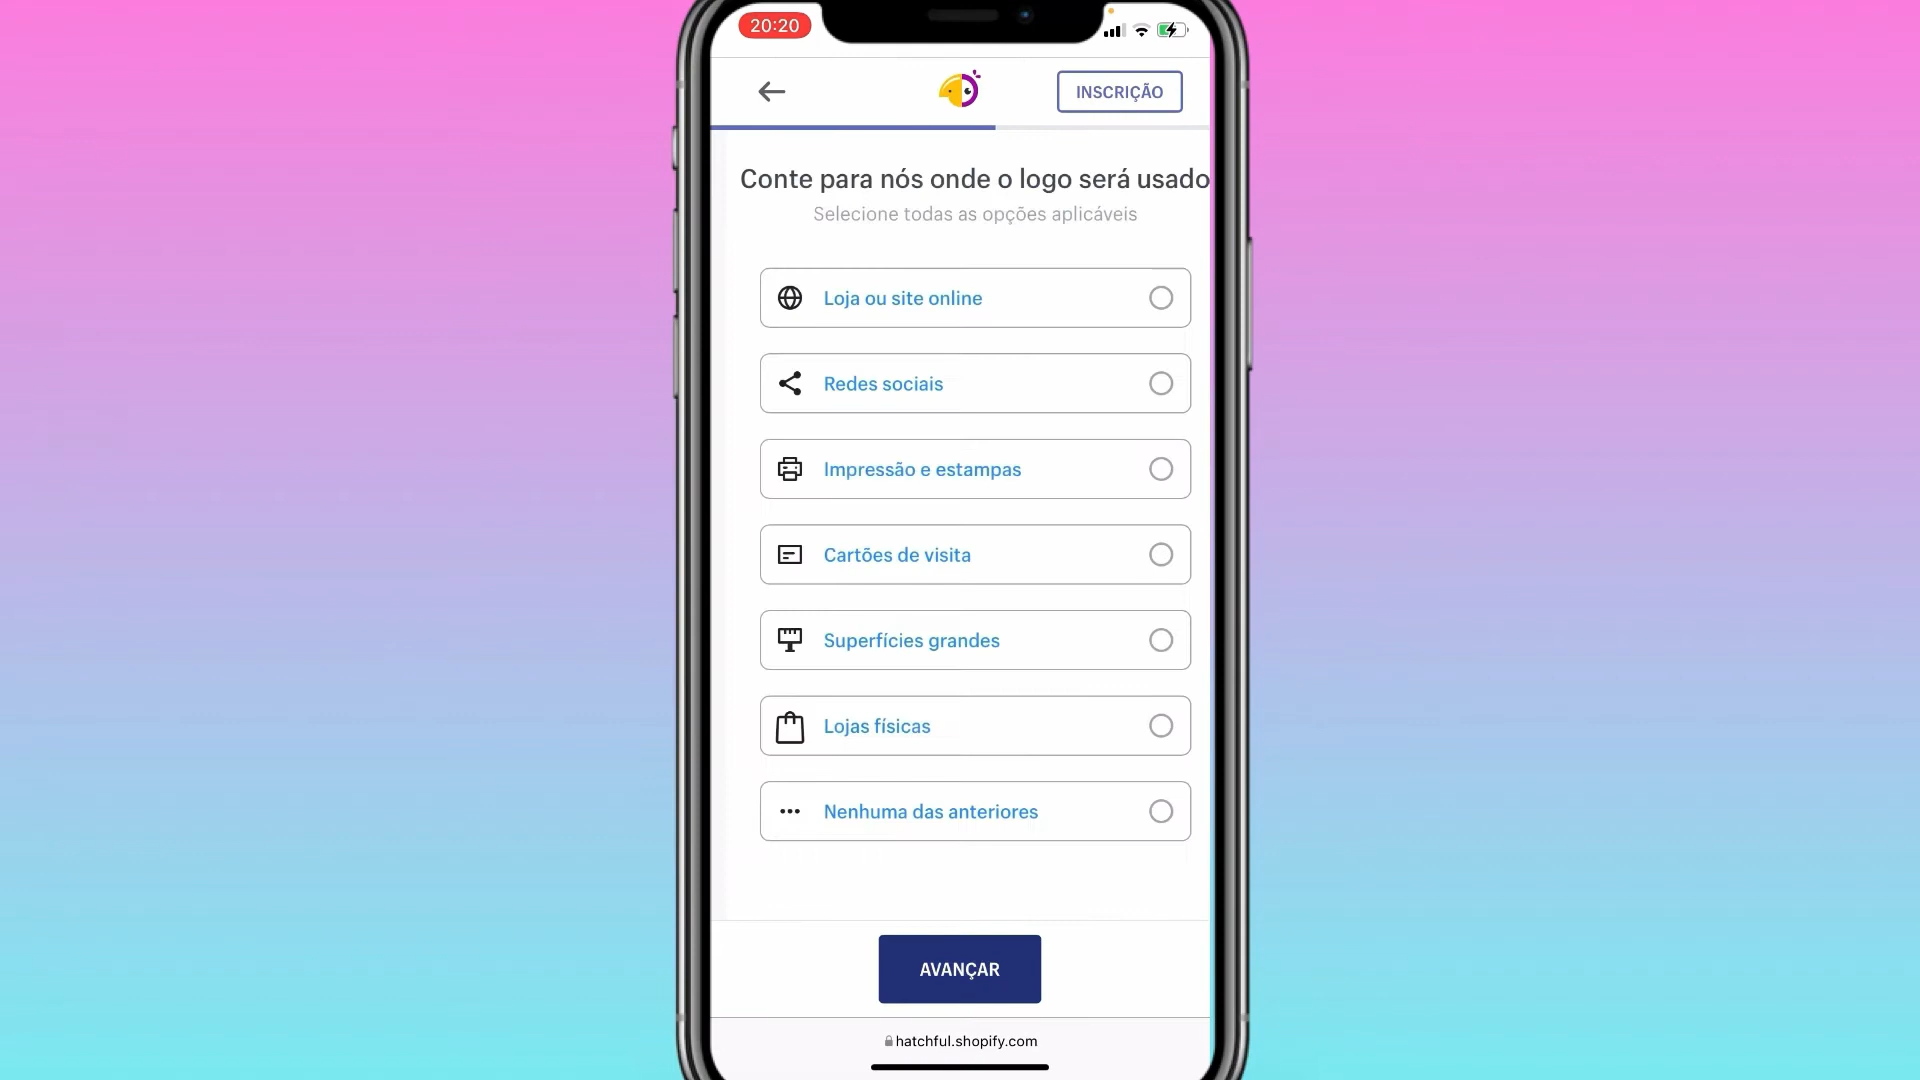 20:20
INSCRIÇÃO
Conte para nós onde o logo será usado
Selecione todas as opções aplicáveis
Loja ou site online
Redes sociais
Impressão e estampas
Cartões de visita
Superfícies grandes
Lojas físicas
Nenhuma das anteriores
AVANÇAR
hatchful.shopify.com